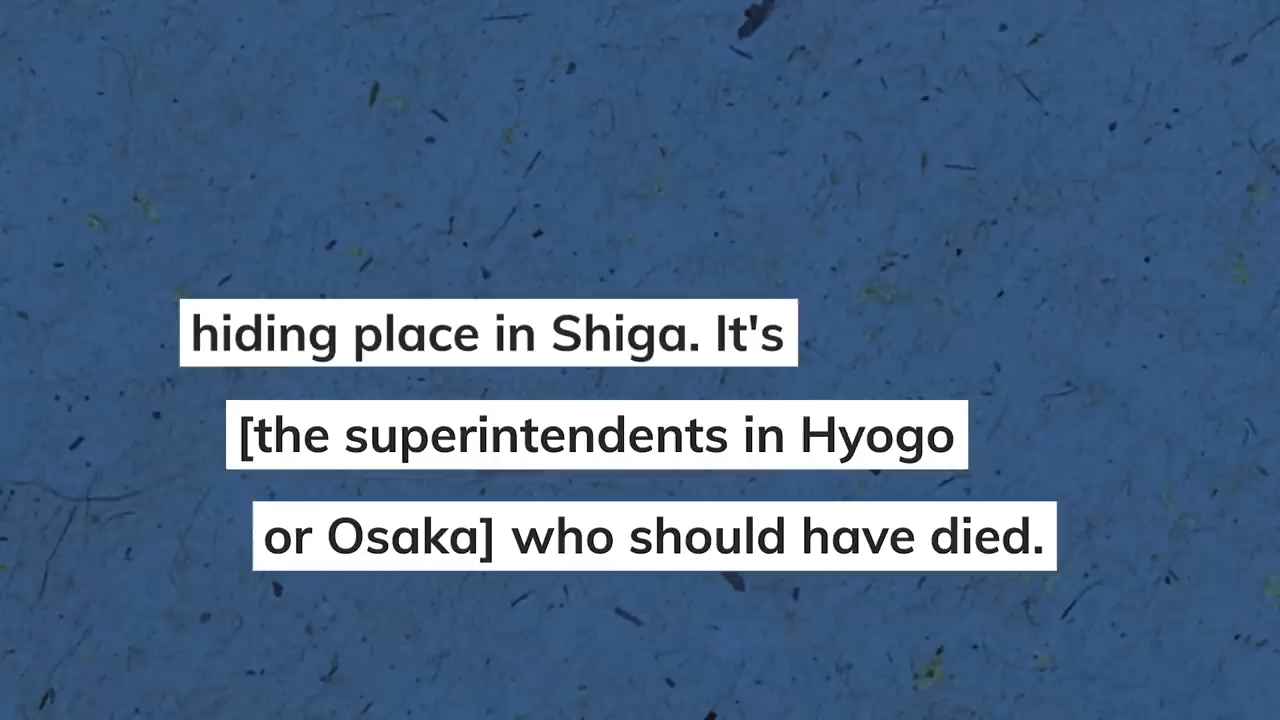 hiding place in Shiga. It's
[the superintendents in Hyogo
or Osaka] who should have died.